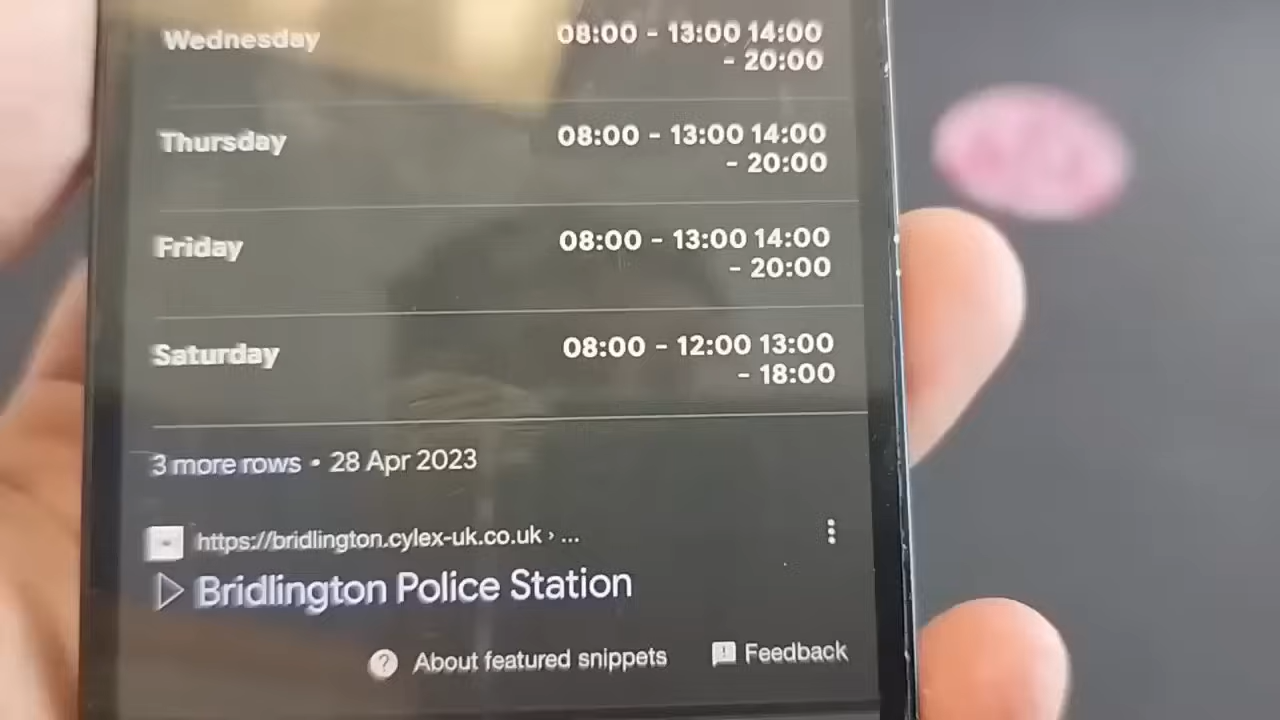 Wednesday 08:00 - 13:00 14:00
- 20:00
Thursday 08:00 - 13:00 14:00
- 20:00
Friday 08:00 - 13:00 14:00
- 20:00
Saturday 08:00 - 12:00 13:00
- 18:00
3 more rows • 28 Apr 2023
https://bridlington.cylex-uk.co.uk › ...
Bridlington Police Station
About featured snippets Feedback